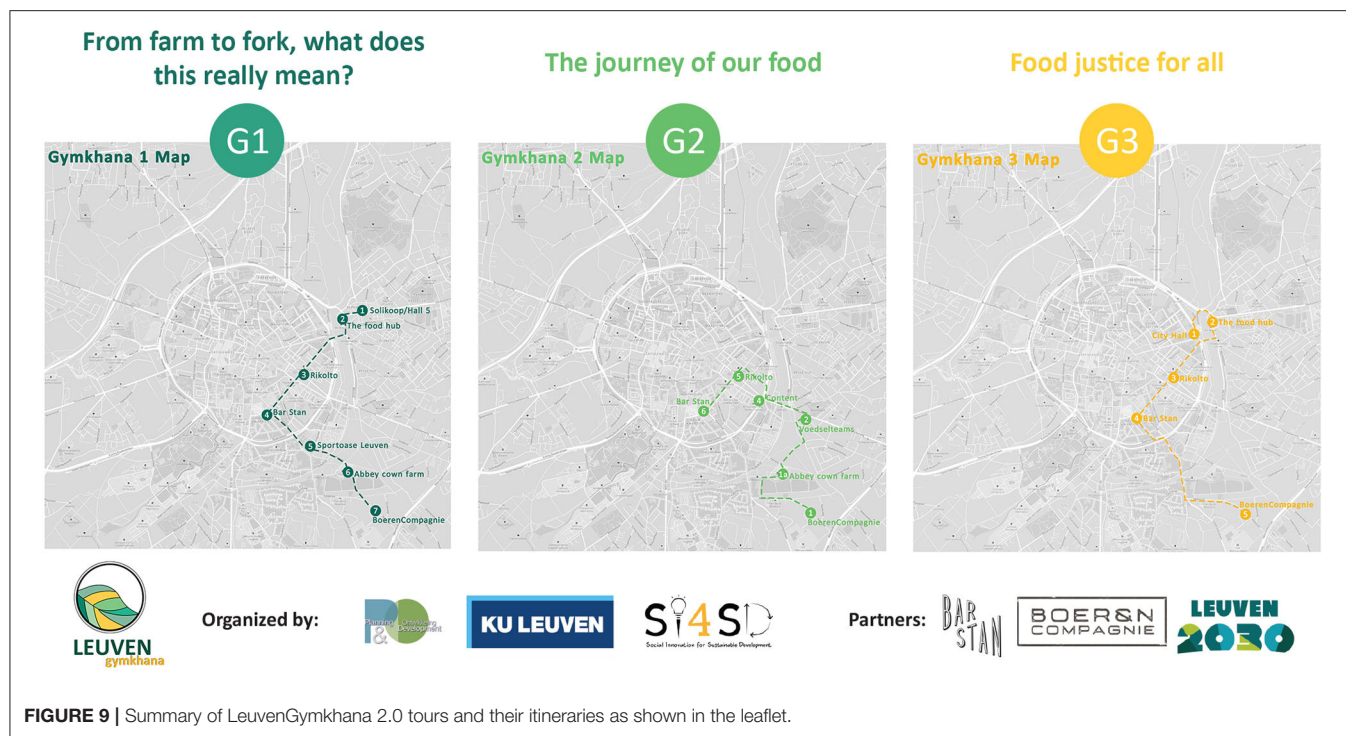 From farm to fork, what does
this really mean?
The journey of our food
Food justice for all
G1
G2
G3
Gymkhana 1 Map
1 Solikoop/Hall 5
2 The food hub
3 Rikolto
4 Bar Stan
5 Sportoase Leuven
6 Abbey cown farm
7 BoerenCompagnie
Gymkhana 2 Map
5 Rikolto
Bar Stan
6
4 Content
2 Voedselteams
Abbey cown farm
1 BoerenCompagnie
Gymkhana 3 Map
2 The food hub
City Hall 1
3 Rikolto
4 Bar Stan
BoerenCompagnie
5
LEUVEN
gymkhana
Organized by:
Planning
&
Development
KU LEUVEN
Si4SD
Social Innovation for Sustainable Development
Partners:
BAR
STAN
BOER&N
COMPAGNIE
LEUVEN
2030
FIGURE 9 | Summary of LeuvenGymkhana 2.0 tours and their itineraries as shown in the leaflet.